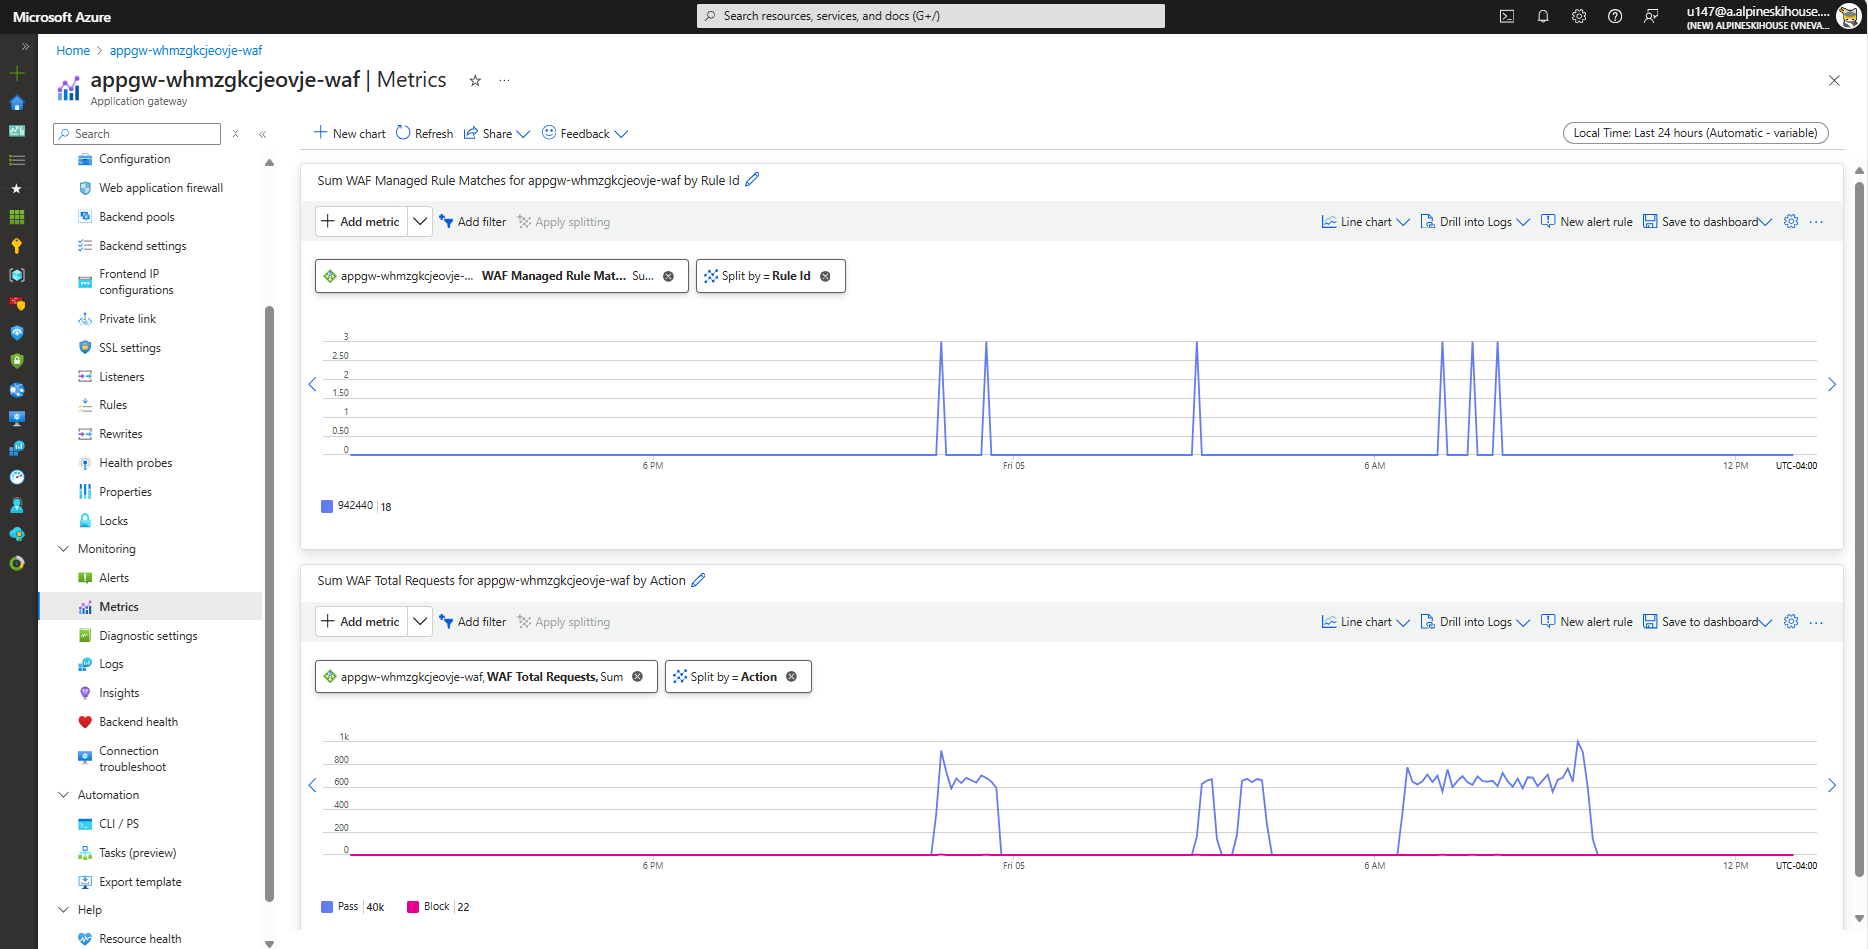 Microsoft Azure
Search resources, services, and docs (G+/)
u147@a.alpineskihouse....
(NEW) ALPINESKIHOUSE (VNEVA...
Home > appgw-whmzgkcjeovje-waf
appgw-whmzgkcjeovje-waf | Metrics
Application gateway
Search
Configuration
Web application firewall
Backend pools
Backend settings
Frontend IP
configurations
Private link
SSL settings
Listeners
Rules
Rewrites
Health probes
Properties
Locks
Monitoring
Alerts
Metrics
Diagnostic settings
Logs
Insights
Backend health
Connection
troubleshoot
Automation
CLI / PS
Tasks (preview)
Export template
Help
Resource health
New chart Refresh Share Feedback
Local Time: Last 24 hours (Automatic - variable)
Sum WAF Managed Rule Matches for appgw-whmzgkcjeovje-waf by Rule Id
Add metric Add filter Apply splitting
Line chart Drill into Logs New alert rule Save to dashboard
appgw-whmzgkcjeovje-... WAF Managed Rule Mat... Su...
Split by = Rule Id
3
2.50
2
1.50
1
0.50
0
6 PM Fri 05 6 AM 12 PM UTC-04:00
942440 18
Sum WAF Total Requests for appgw-whmzgkcjeovje-waf by Action
Add metric Add filter Apply splitting
Line chart Drill into Logs New alert rule Save to dashboard
appgw-whmzgkcjeovje-waf, WAF Total Requests, Sum
Split by = Action
1k
800
600
400
200
0
6 PM Fri 05 6 AM 12 PM UTC-04:00
Pass 40k Block 22